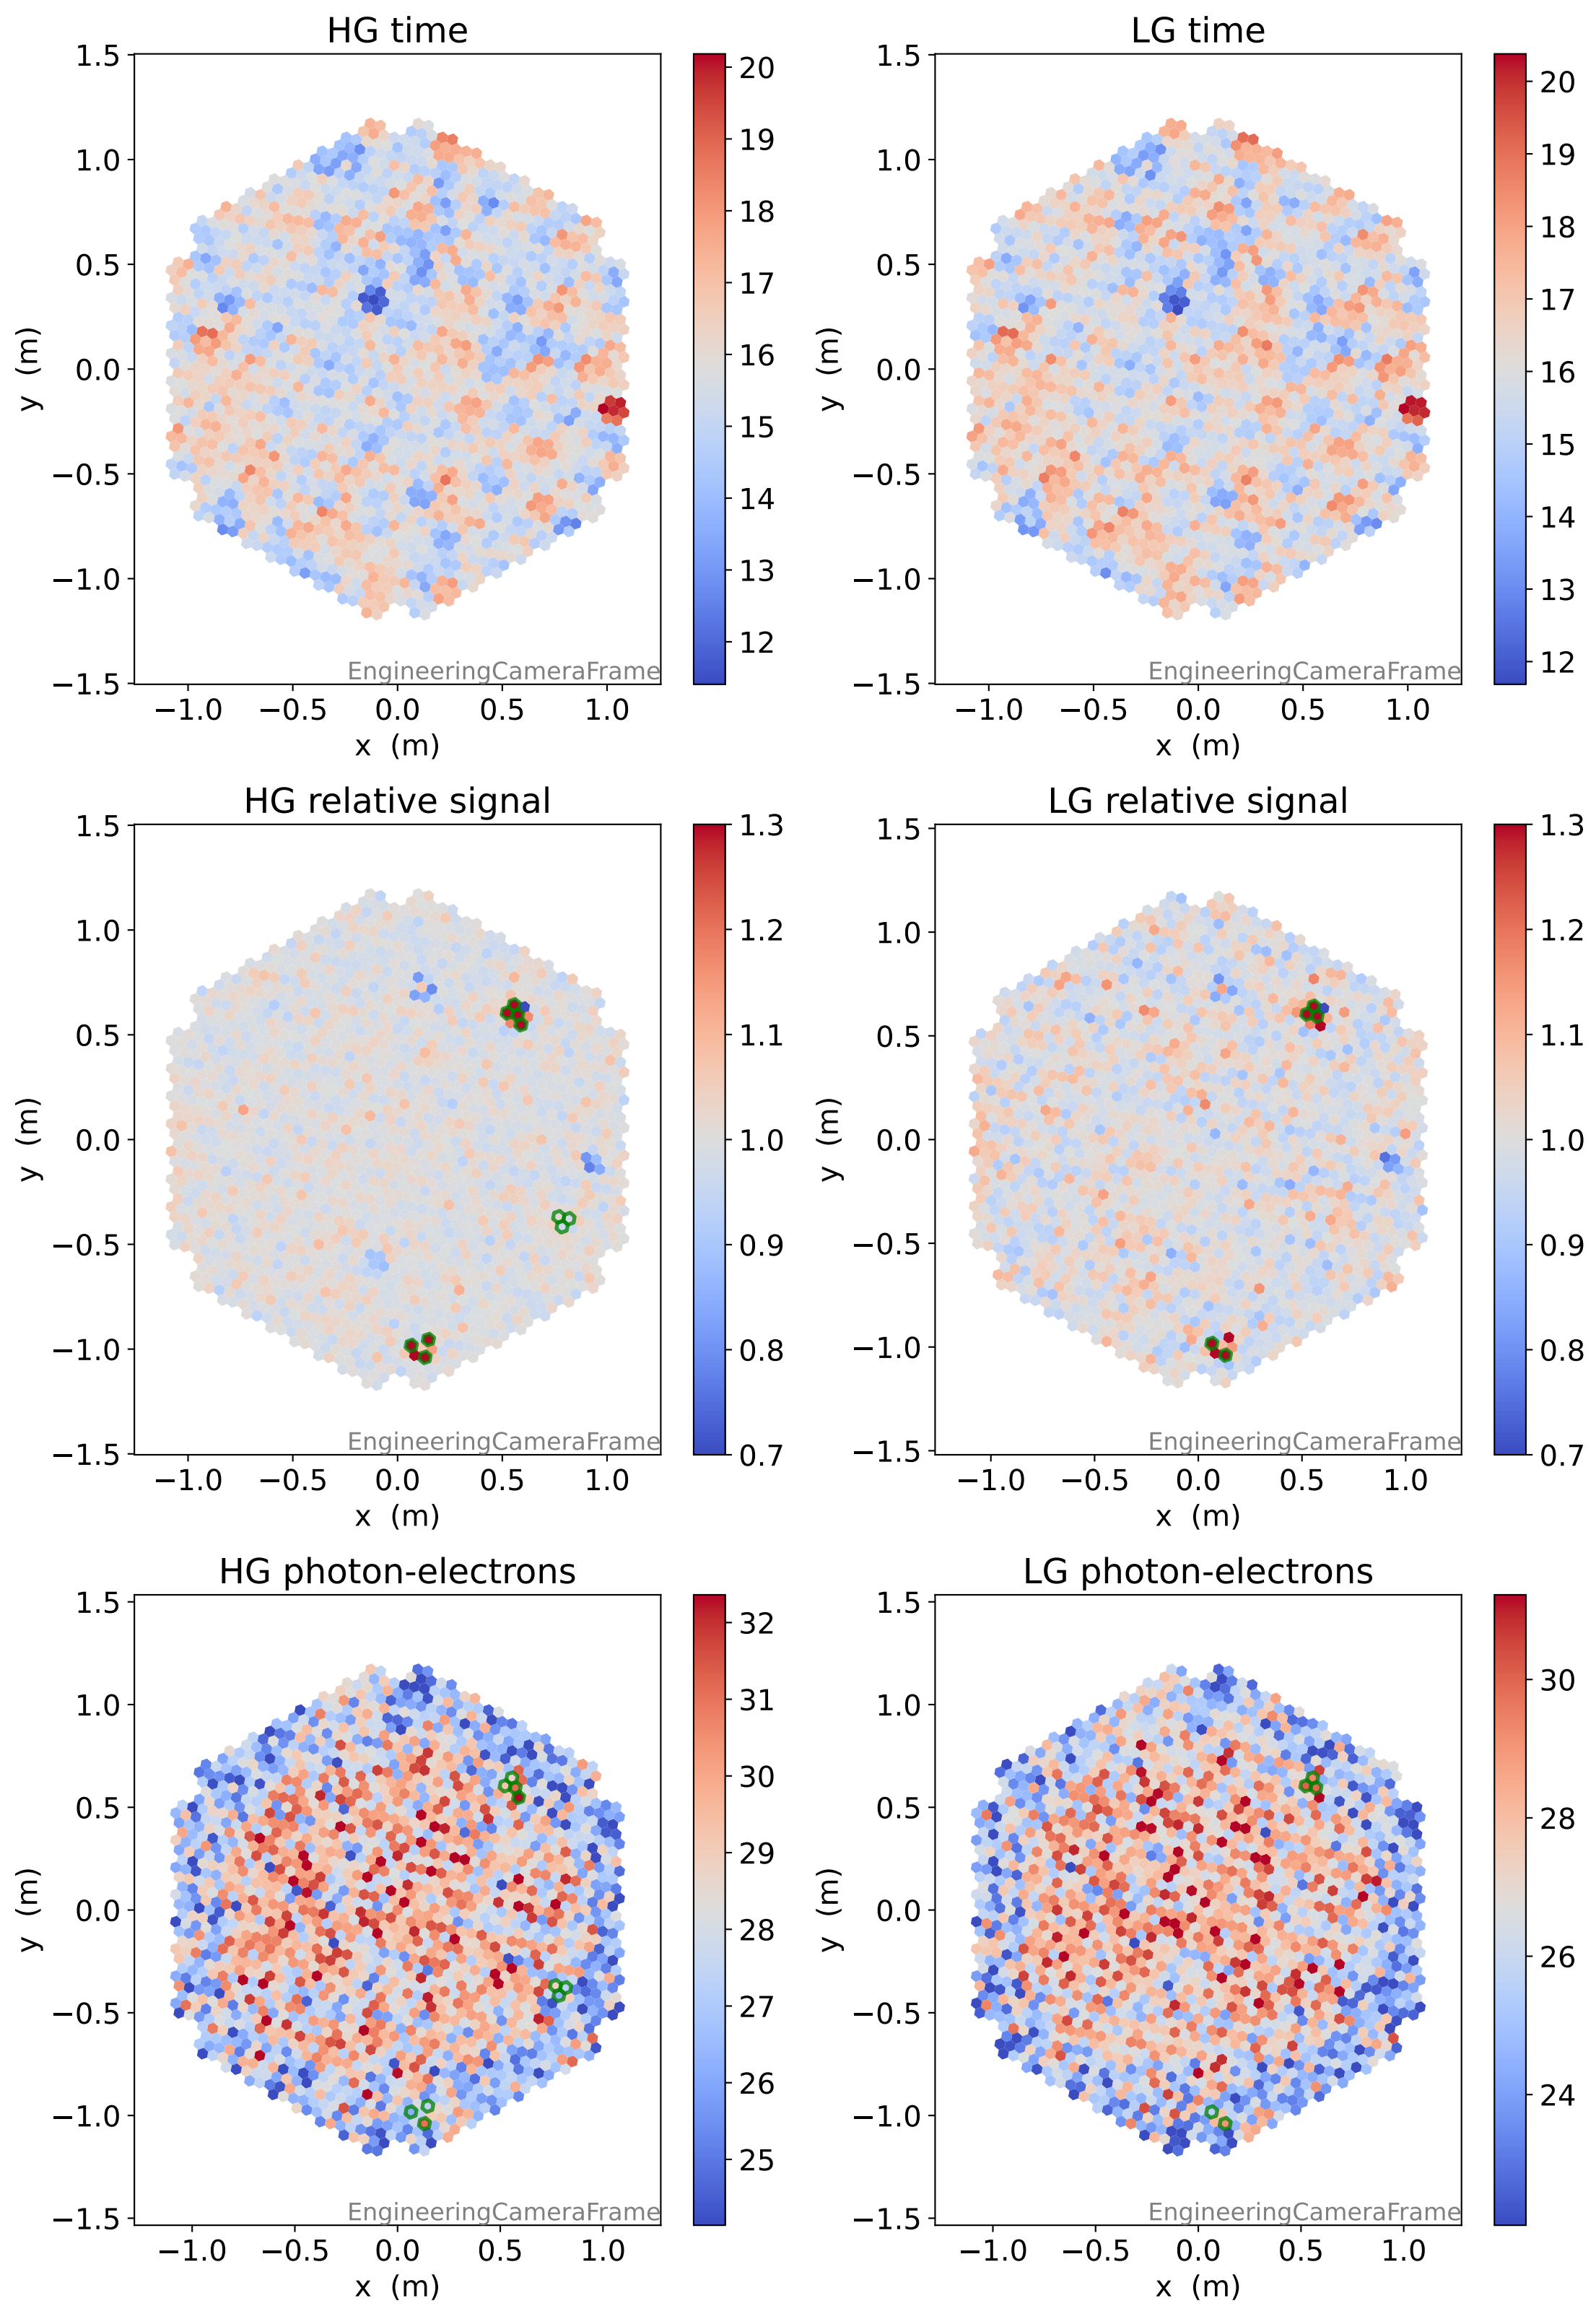 HG time
1.5
1.0
0.5
0.0
−0.5
−1.0
−1.5
y (m)
−1.0 −0.5 0.0 0.5 1.0
x (m)
EngineeringCameraFrame
20
19
18
17
16
15
14
13
12
LG time
1.5
1.0
0.5
0.0
−0.5
−1.0
−1.5
y (m)
−1.0 −0.5 0.0 0.5 1.0
x (m)
EngineeringCameraFrame
20
19
18
17
16
15
14
13
12
HG relative signal
1.5
1.0
0.5
0.0
−0.5
−1.0
−1.5
y (m)
−1.0 −0.5 0.0 0.5 1.0
x (m)
EngineeringCameraFrame
1.3
1.2
1.1
1.0
0.9
0.8
0.7
LG relative signal
1.5
1.0
0.5
0.0
−0.5
−1.0
−1.5
y (m)
−1.0 −0.5 0.0 0.5 1.0
x (m)
EngineeringCameraFrame
1.3
1.2
1.1
1.0
0.9
0.8
0.7
HG photon-electrons
1.5
1.0
0.5
0.0
−0.5
−1.0
−1.5
y (m)
−1.0 −0.5 0.0 0.5 1.0
x (m)
EngineeringCameraFrame
32
31
30
29
28
27
26
25
LG photon-electrons
1.5
1.0
0.5
0.0
−0.5
−1.0
−1.5
y (m)
−1.0 −0.5 0.0 0.5 1.0
x (m)
EngineeringCameraFrame
30
28
26
24